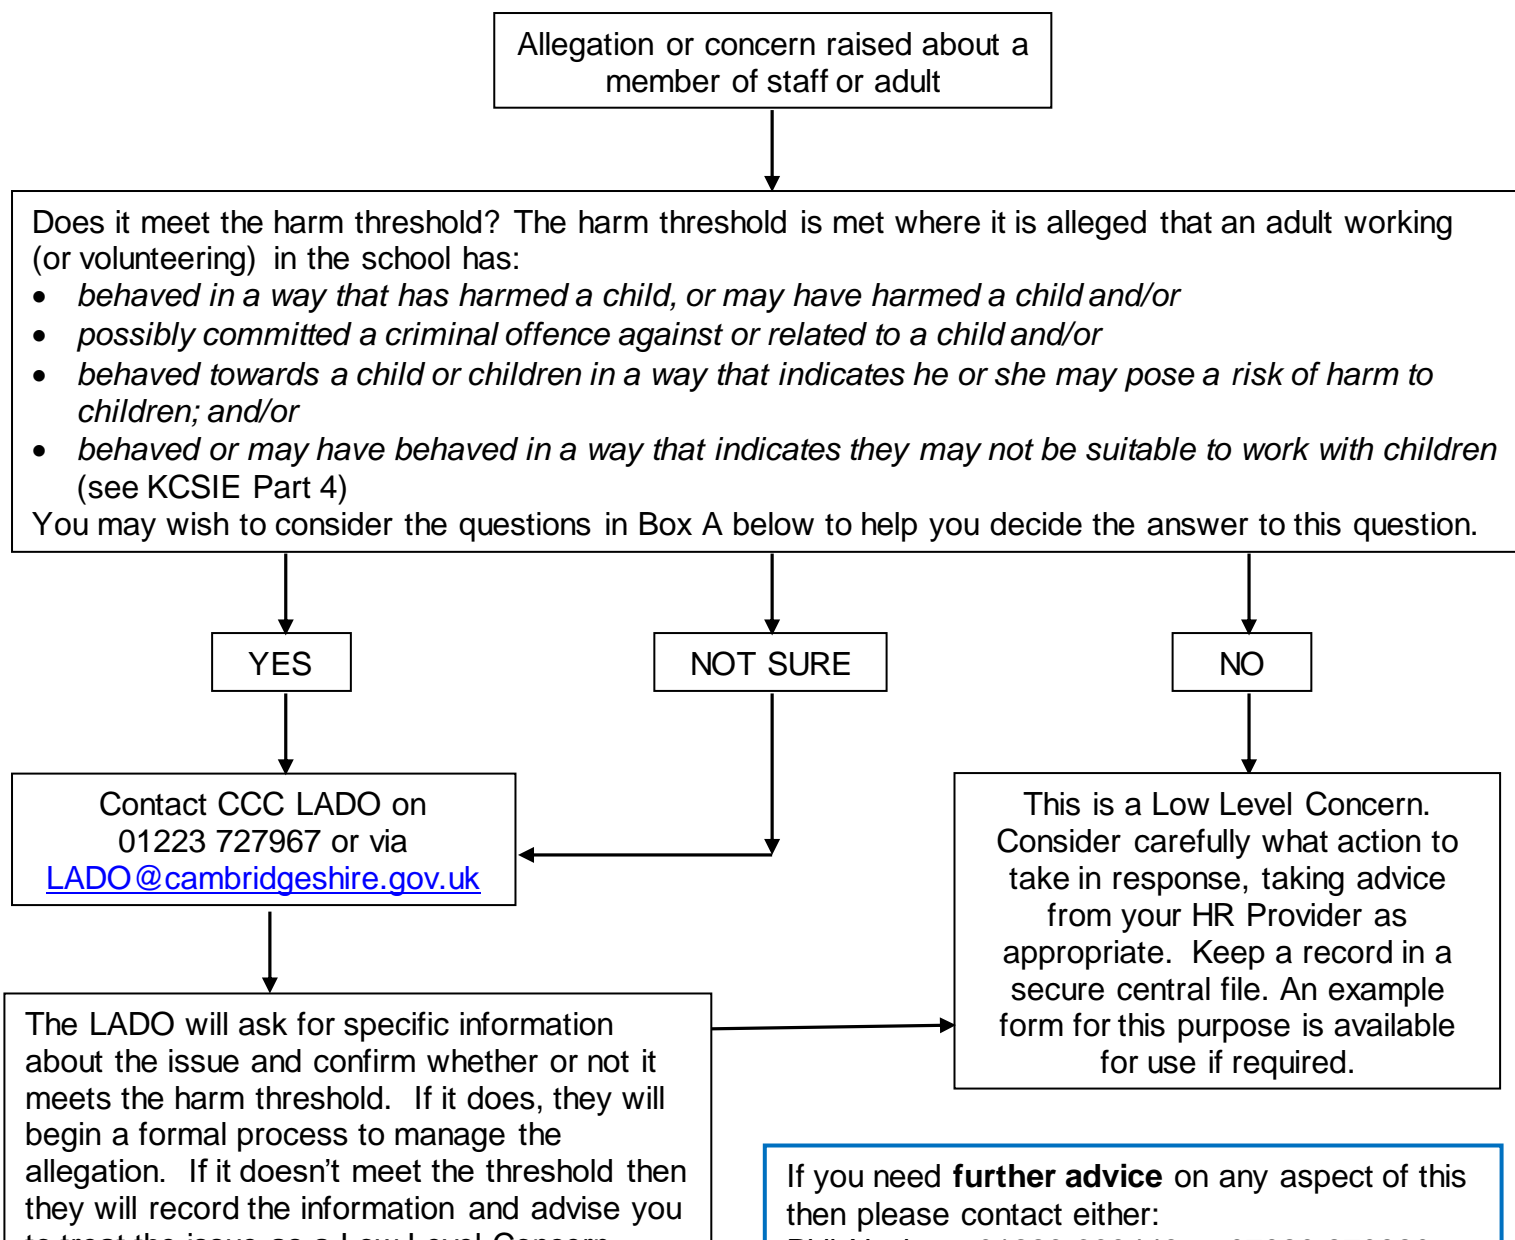 Allegation or concern raised about a
member of staff or adult
Does it meet the harm threshold? The harm threshold is met where it is alleged that an adult working
(or volunteering) in the school has:
• behaved in a way that has harmed a child, or may have harmed a child and/or
• possibly committed a criminal offence against or related to a child and/or
• behaved towards a child or children in a way that indicates he or she may pose a risk of harm to
children; and/or
• behaved or may have behaved in a way that indicates they may not be suitable to work with children
(see KCSIE Part 4)
You may wish to consider the questions in Box A below to help you decide the answer to this question.
YES
NOT SURE
NO
Contact CCC LADO on
01223 727967 or via
LADO@cambridgeshire.gov.uk
This is a Low Level Concern.
Consider carefully what action to
take in response, taking advice
from your HR Provider as
appropriate. Keep a record in a
secure central file. An example
form for this purpose is available
for use if required.
The LADO will ask for specific information
about the issue and confirm whether or not it
meets the harm threshold. If it does, they will
begin a formal process to manage the
allegation. If it doesn't meet the threshold then
they will record the information and advise you
to treat the issue as a Low Level Concern
If you need further advice on any aspect of this
then please contact either: